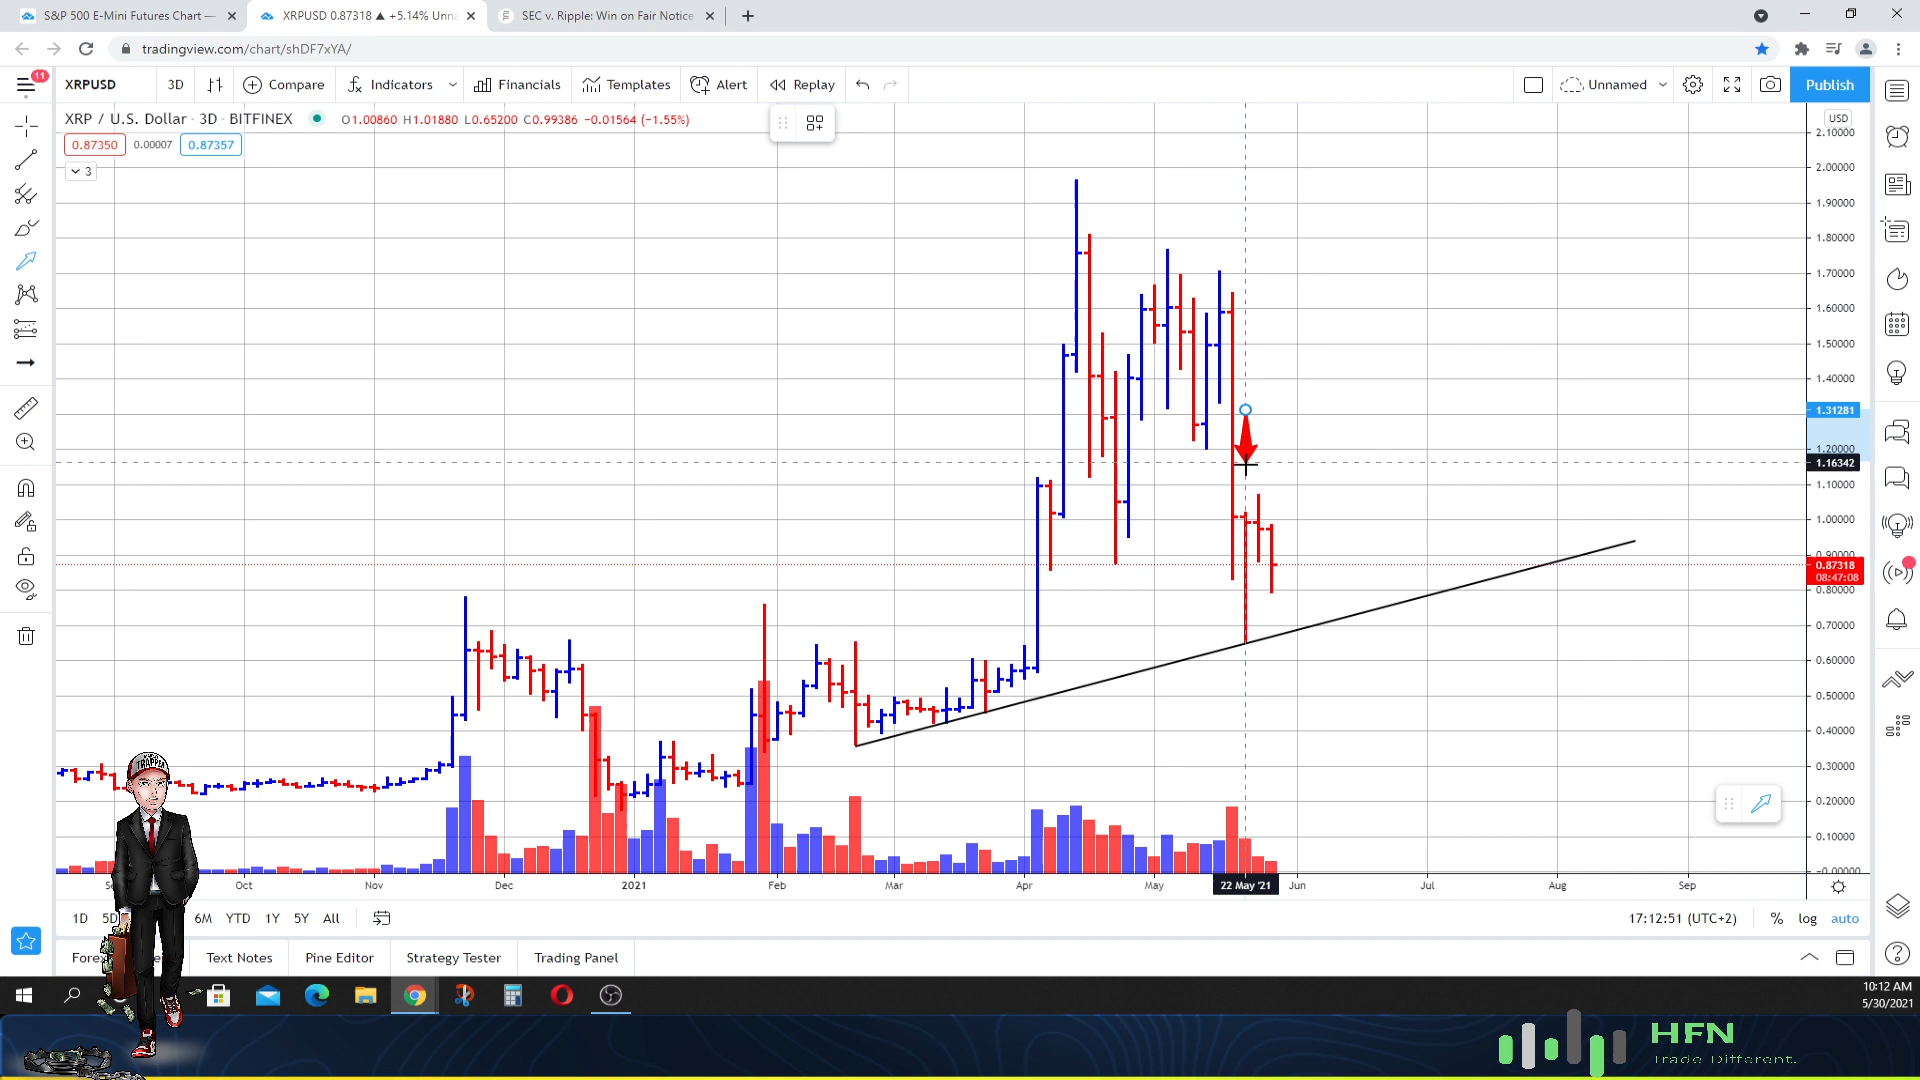 S&P 500 E-Mini Futures Chart —
XRPUSD 0.87318 ▲ +5.14% Unna
SEC v. Ripple: Win on Fair Notice
tradingview.com/chart/shDF7xYA/
11
XRPUSD
3D
Compare
Indicators
Financials
Templates
Alert
Replay
Unnamed
Publish
XRP / U.S. Dollar · 3D · BITFINEX
O1.00860 H1.01880 L0.65200 C0.99386 −0.01564 (−1.55%)
0.87350
0.00007
0.87357
3
USD
2.10000
2.00000
1.90000
1.80000
1.70000
1.60000
1.50000
1.40000
1.31281
1.20000
1.16342
1.10000
1.00000
0.90000
0.87318
08:47:08
0.80000
0.70000
0.60000
0.50000
0.40000
0.30000
0.20000
0.10000
-0.00000
TRAPPER
Oct
Nov
Dec
2021
Feb
Mar
Apr
May
22 May '21
Jun
Jul
Aug
Sep
1D
5D
6M
YTD
1Y
5Y
All
17:12:51 (UTC+2)
%
log
auto
Text Notes
Pine Editor
Strategy Tester
Trading Panel
10:12 AM
5/30/2021
HFN
Trade Different.